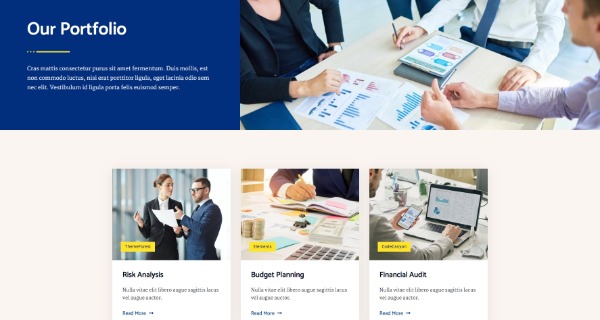 Our Portfolio
Cras mattis consectetur purus sit amet fermentum. Duis mollis, est
non commodo luctus, nisi erat porttitor ligula, eget lacinia odio sem
nec elit. Vestibulum id ligula porta felis euismod semper.
ThemeForest
Elements
CodeCanyon
Risk Analysis
Budget Planning
Financial Audit
Nulla vitae elit libero augue sagittis lacus
vel augue auctor.
Nulla vitae elit libero augue sagittis lacus
vel augue auctor.
Nulla vitae elit libero augue sagittis lacus
vel augue auctor.
Read More →
Read More →
Read More →